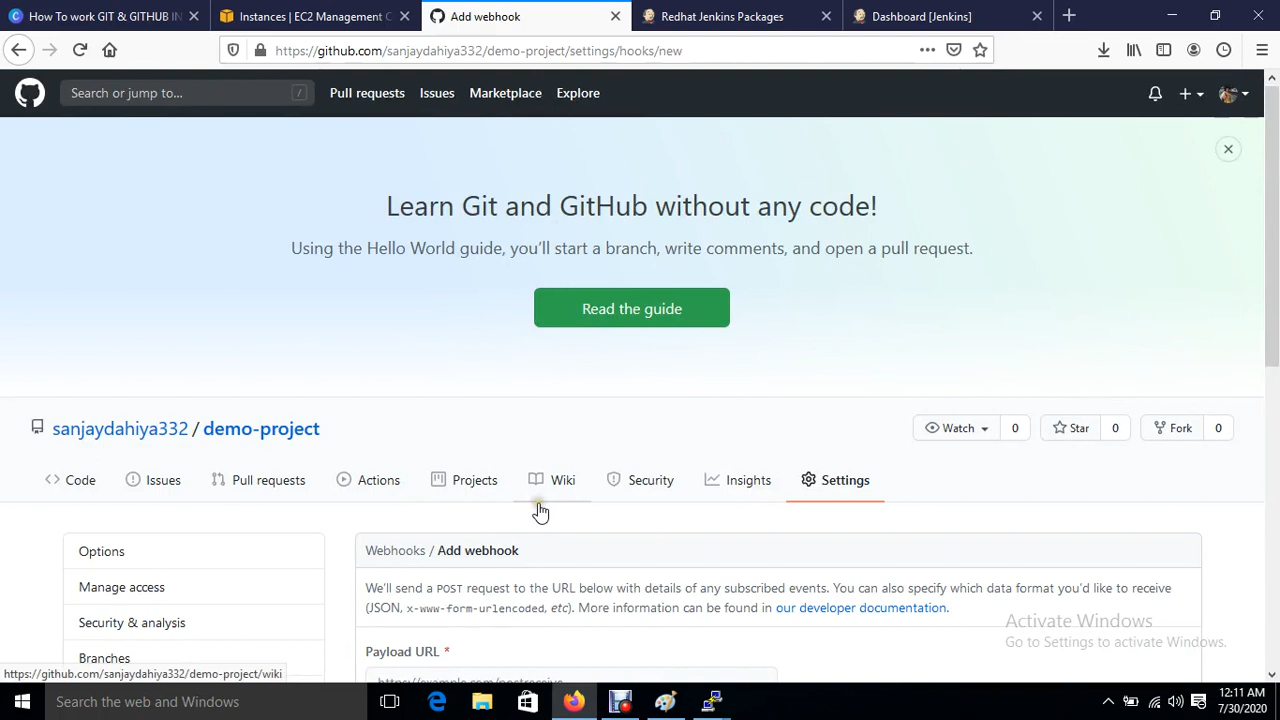 How To work GIT & GITHUB IN
Instances | EC2 Management C
Add webhook
Redhat Jenkins Packages
Dashboard [Jenkins]
https://github.com/sanjaydahiya332/demo-project/settings/hooks/new
Search or jump to...
/
Pull requests
Issues
Marketplace
Explore
Learn Git and GitHub without any code!
Using the Hello World guide, you’ll start a branch, write comments, and open a pull request.
Read the guide
sanjaydahiya332 / demo-project
Watch
0
Star
0
Fork
0
Code
Issues
Pull requests
Actions
Projects
Wiki
Security
Insights
Settings
Options
Manage access
Security & analysis
Branches
Webhooks / Add webhook
We’ll send a POST request to the URL below with details of any subscribed events. You can also specify which data format you’d like to receive
(JSON, x-www-form-urlencoded, etc). More information can be found in our developer documentation.
Payload URL *
https://example.com/postreceive
Activate Windows
Go to Settings to activate Windows.
https://github.com/sanjaydahiya332/demo-project/wiki
Search the web and Windows
12:11 AM
7/30/2020